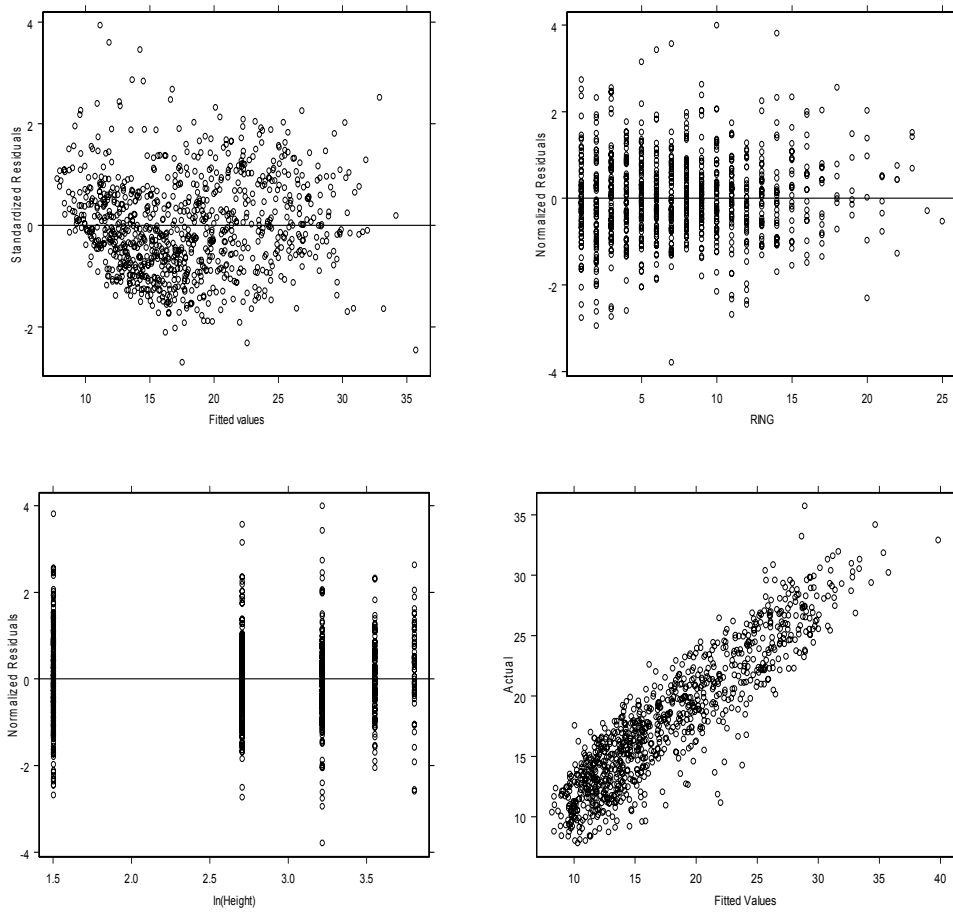 4
2
0
-2
Standardize Residuals
10 15 20 25 30 35
Fitted values
4
2
0
-2
-4
Normalized Residuals
5 10 15 20 25
RING
4
2
0
-2
-4
Normalized Residuals
1.5 2.0 2.5 3.0 3.5
ln(Height)
35
30
25
20
15
10
Actual
10 15 20 25 30 35 40
Fitted Values